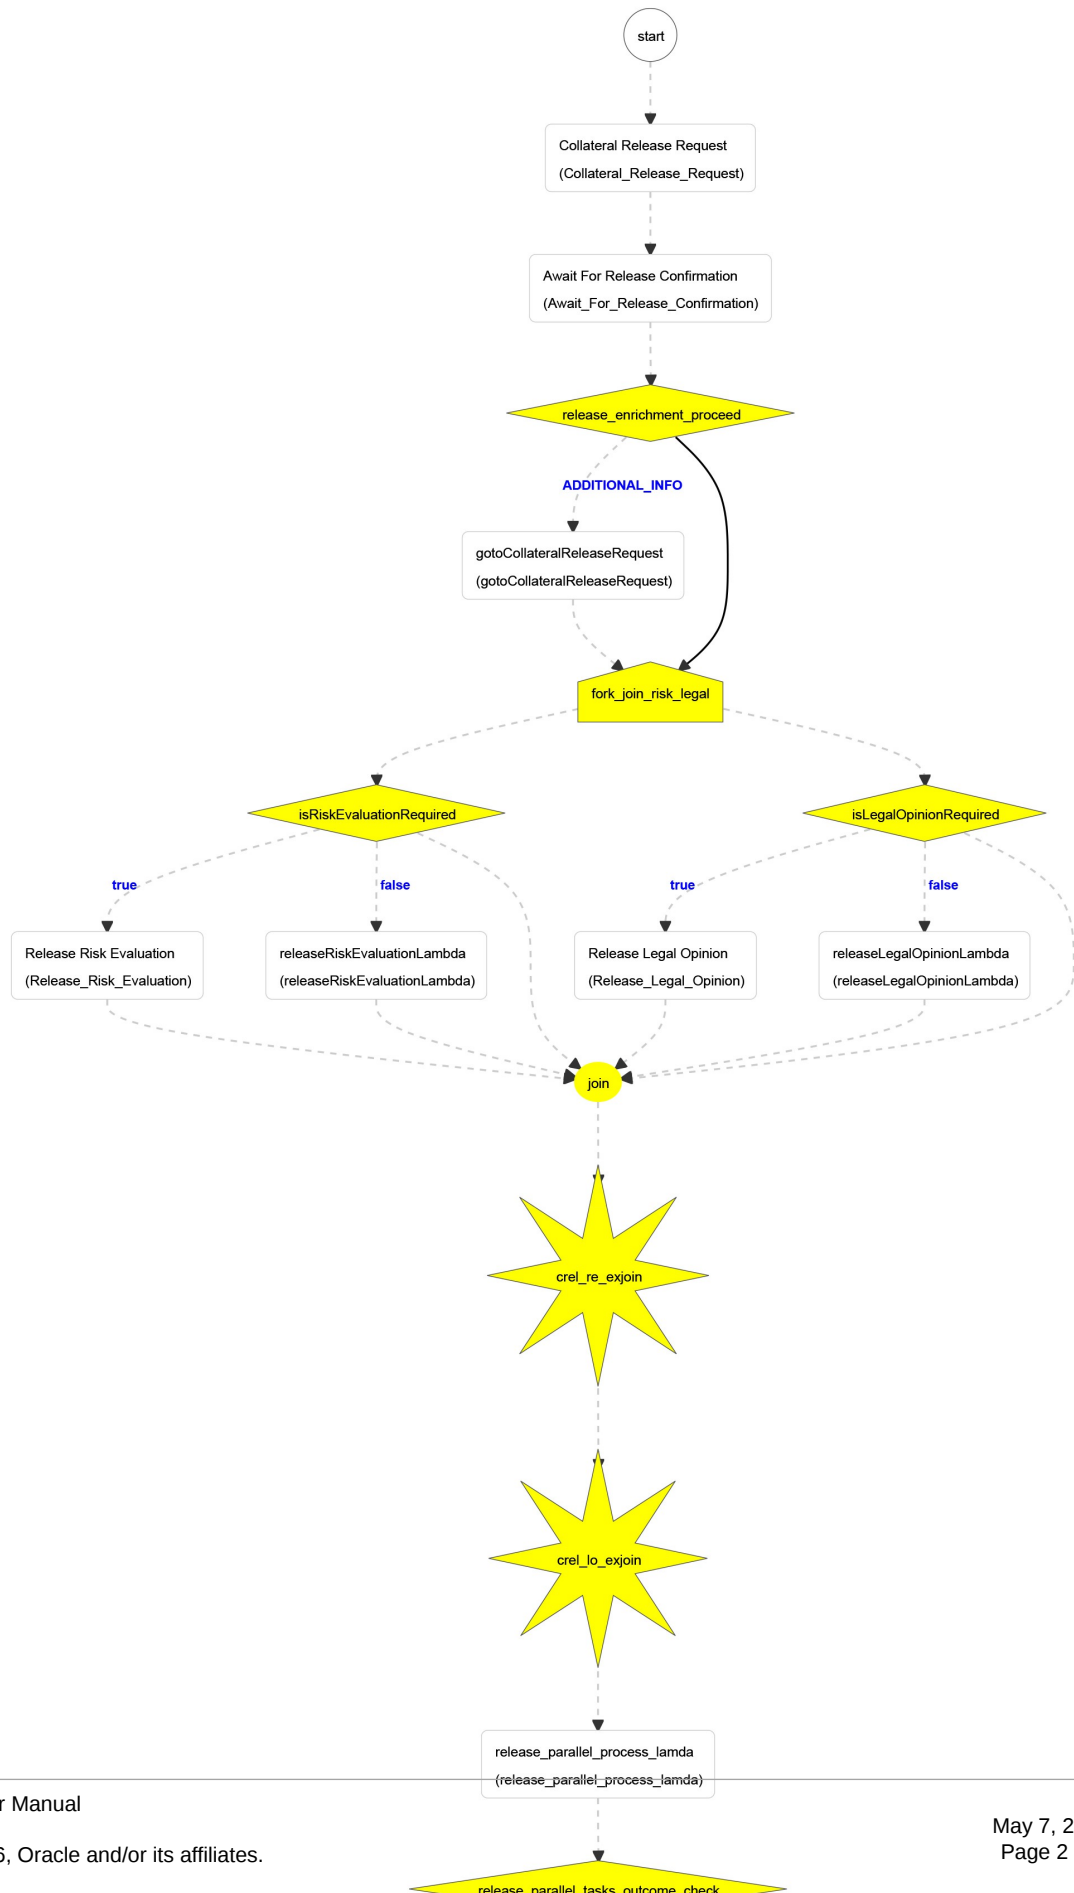 start
Collateral Release Request
(Collateral_Release_Request)
Await For Release Confirmation
(Await_For_Release_Confirmation)
release_enrichment_proceed
ADDITIONAL_INFO
gotoCollateralReleaseRequest
(gotoCollateralReleaseRequest)
fork_join_risk_legal
isRiskEvaluationRequired
isLegalOpinionRequired
true
false
true
false
Release Risk Evaluation
(Release_Risk_Evaluation)
releaseRiskEvaluationLambda
(releaseRiskEvaluationLambda)
Release Legal Opinion
(Release_Legal_Opinion)
releaseLegalOpinionLambda
(releaseLegalOpinionLambda)
join
crel_re_exjoin
crel_lo_exjoin
release_parallel_process_lamda
(release_parallel_process_lamda)
r Manual
May 7, 2
6, Oracle and/or its affiliates.
Page 2
release_parallel_tasks_outcome_check